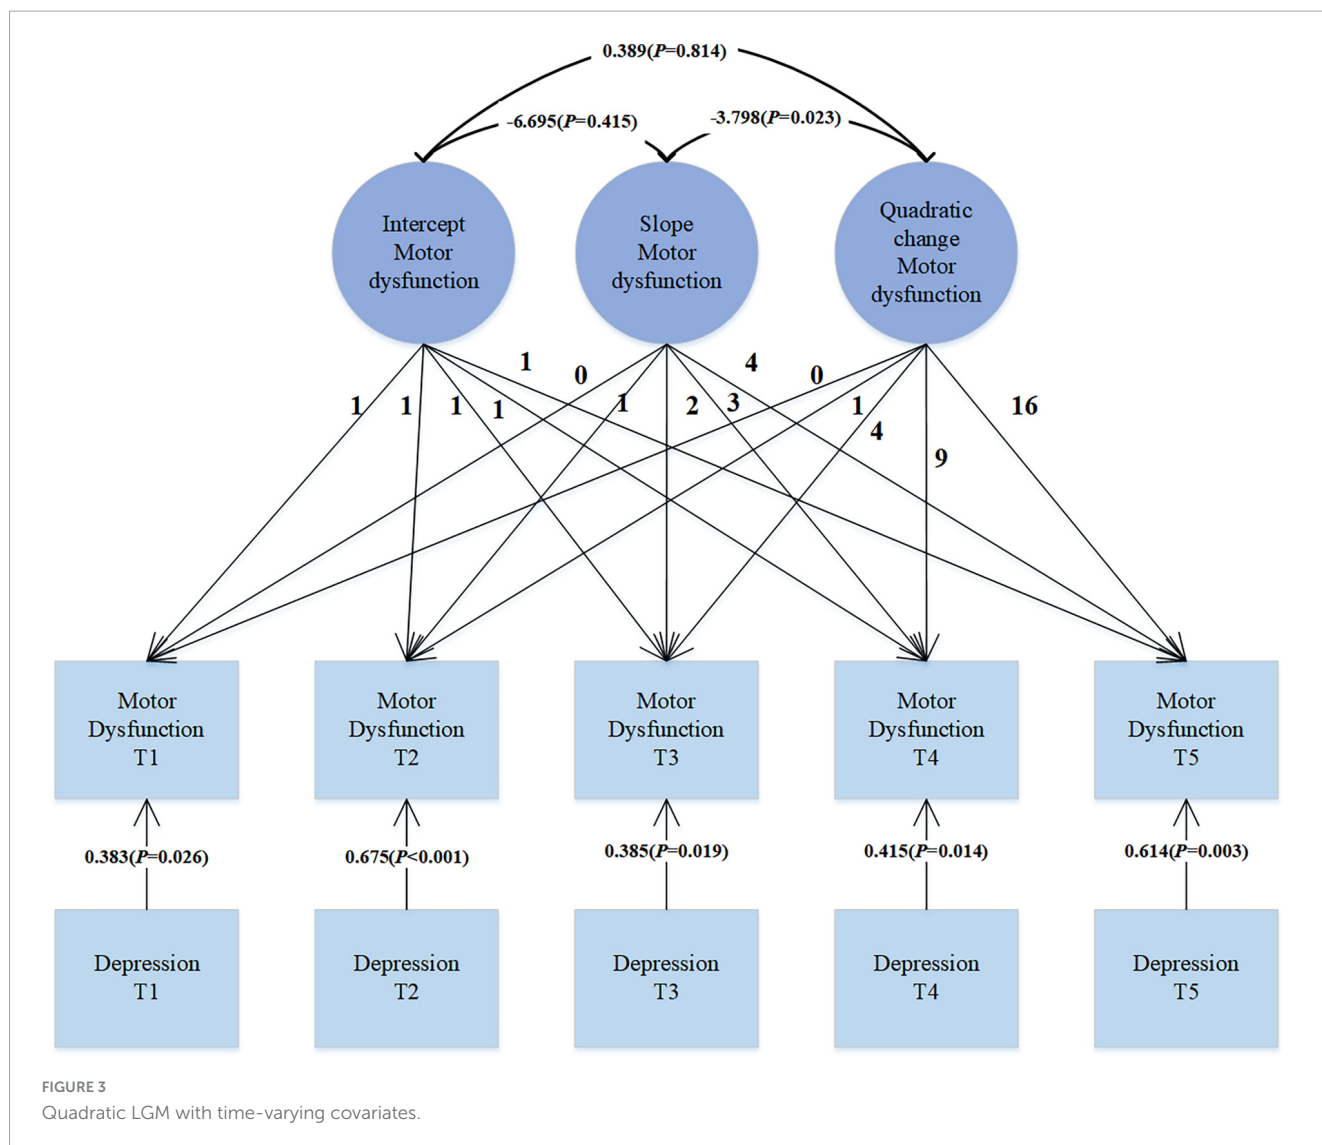 0.389(P=0.814)
-6.695(P=0.415)
-3.798(P=0.023)
Intercept
Motor
dysfunction
Slope
Motor
dysfunction
Quadratic
change
Motor
dysfunction
1
1
1
1
1
0
1
2
3
4
0
1
4
9
16
Motor
Dysfunction
T1
Motor
Dysfunction
T2
Motor
Dysfunction
T3
Motor
Dysfunction
T4
Motor
Dysfunction
T5
0.383(P=0.026)
0.675(P<0.001)
0.385(P=0.019)
0.415(P=0.014)
0.614(P=0.003)
Depression
T1
Depression
T2
Depression
T3
Depression
T4
Depression
T5
FIGURE 3
Quadratic LGM with time-varying covariates.